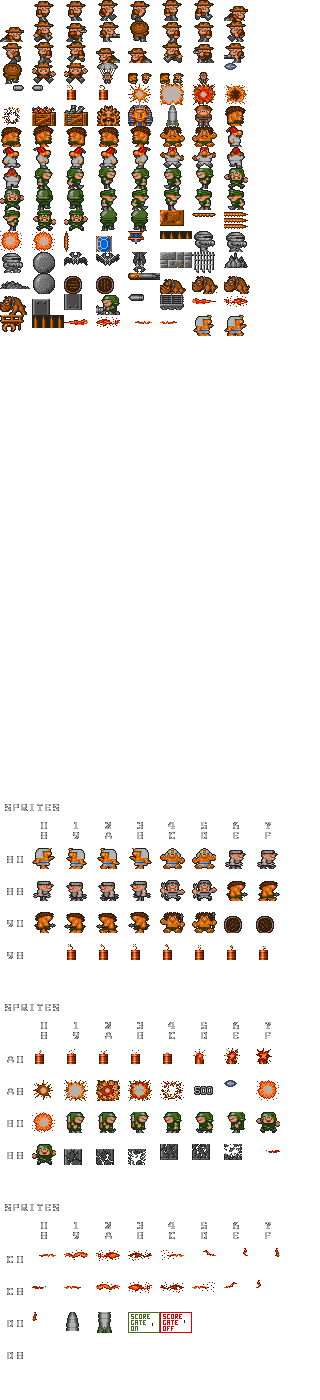 SPRITES
0 1 2 3 4 5 6 7
8 9 A B C D E F
80
88
90
98
SPRITES
0 1 2 3 4 5 6 7
8 9 A B C D E F
A0
A8
500
B0
B8
SPRITES
0 1 2 3 4 5 6 7
8 9 A B C D E F
C0
C8
D0
SCORE SCORE
GATE ' GATE '
ON OFF
D8